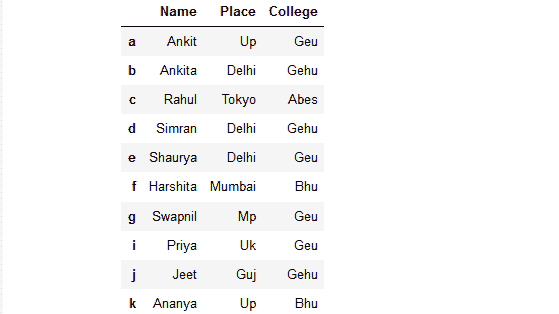 Name Place College
a Ankit Up Geu
b Ankita Delhi Gehu
c Rahul Tokyo Abes
d Simran Delhi Gehu
e Shaurya Delhi Geu
f Harshita Mumbai Bhu
g Swapnil Mp Geu
i Priya Uk Geu
j Jeet Guj Gehu
k Ananya Up Bhu